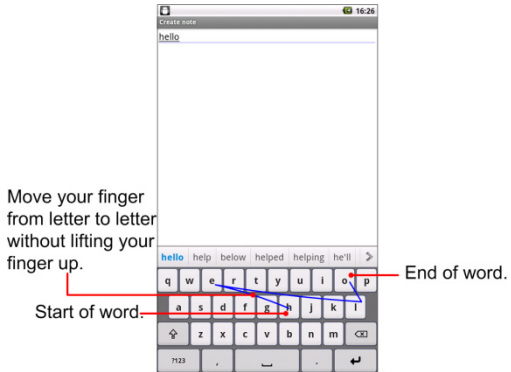 16:26
Create note
hello
Move your finger
from letter to letter
without lifting your
finger up.
hello help below helped helping he'll
q w e r t y u i o p
End of word.
a s d f g h j k l
Start of word.
z x c v b n m
?123 , .